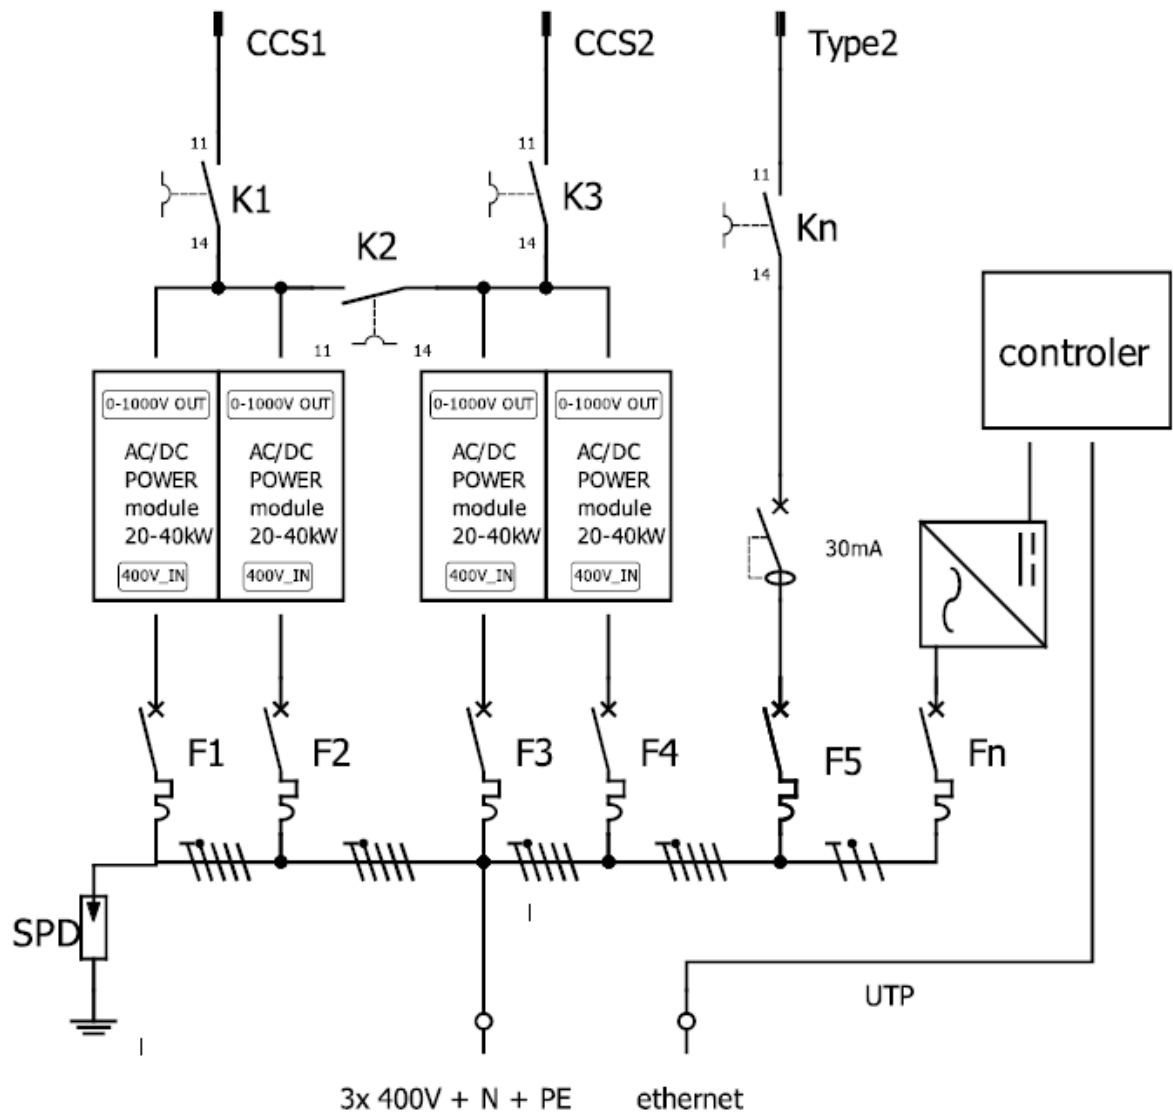 CCS1
CCS2
Type2
11
11
11
K1
K3
Kn
14
14
14
K2
11
14
controler
0-1000V OUT
0-1000V OUT
0-1000V OUT
0-1000V OUT
AC/DC
POWER
module
20-40kW
AC/DC
POWER
module
20-40kW
AC/DC
POWER
module
20-40kW
AC/DC
POWER
module
20-40kW
400V_IN
400V_IN
400V_IN
400V_IN
30mA
F1
F2
F3
F4
F5
Fn
SPD
UTP
3x 400V + N + PE
ethernet